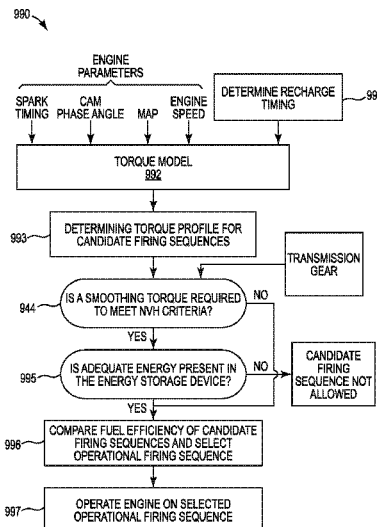 990
ENGINE
PARAMETERS
SPARK
TIMING
CAM
PHASE ANGLE
MAP
ENGINE
SPEED
DETERMINE RECHARGE
TIMING
99
TORQUE MODEL
992
993
DETERMINING TORQUE PROFILE FOR
CANDIDATE FIRING SEQUENCES
TRANSMISSION
GEAR
944
IS A SMOOTHING TORQUE REQUIRED
TO MEET NVH CRITERIA?
NO
YES
995
IS ADEQUATE ENERGY PRESENT IN
THE ENERGY STORAGE DEVICE?
NO
CANDIDATE
FIRING
SEQUENCE NOT
ALLOWED
YES
996
COMPARE FUEL EFFICIENCY OF CANDIDATE
FIRING SEQUENCES AND SELECT
OPERATIONAL FIRING SEQUENCE
997
OPERATE ENGINE ON SELECTED
OPERATIONAL FIRING SEQUENCE